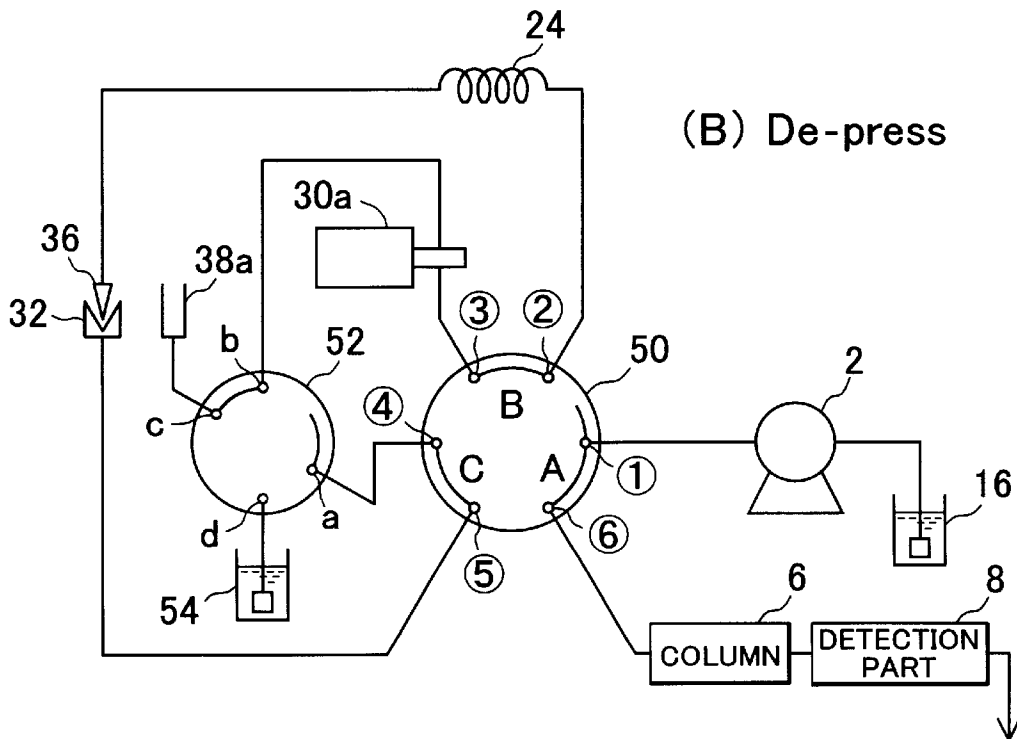 24
(B) De-press
30a
36
38a
32
52
③
②
50
2
b
c
④
B
C
A
①
16
a
d
⑤
⑥
54
6
8
COLUMN
DETECTION
PART